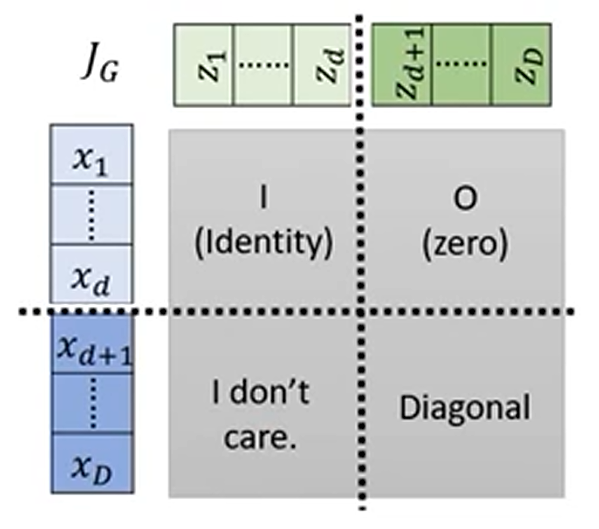 J_G
z_1 ...... z_d z_{d+1} ...... z_D
x_1
......
x_d
x_{d+1}
......
x_D
I
(Identity)
O
(zero)
I don't
care.
Diagonal